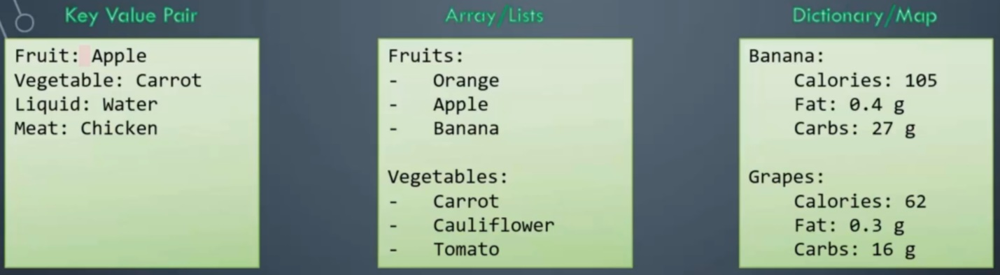 Key Value Pair
Fruit: Apple
Vegetable: Carrot
Liquid: Water
Meat: Chicken
Array/Lists
Fruits:
- Orange
- Apple
- Banana
Vegetables:
- Carrot
- Cauliflower
- Tomato
Dictionary/Map
Banana:
Calories: 105
Fat: 0.4 g
Carbs: 27 g
Grapes:
Calories: 62
Fat: 0.3 g
Carbs: 16 g